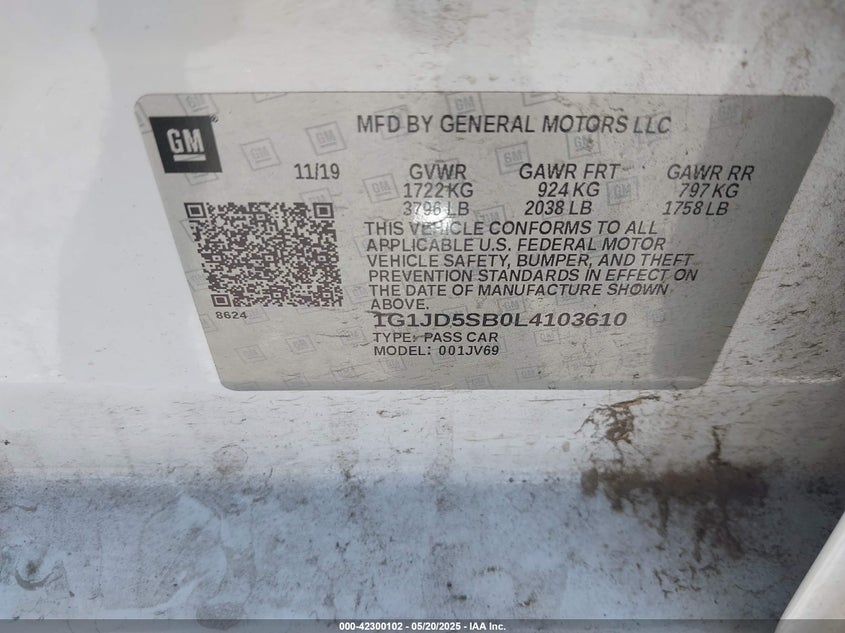 GM
MFD BY GENERAL MOTORS LLC
11/19 GVWR GAWR FRT GAWR RR
1722 KG 924 KG 797 KG
3796 LB 2038 LB 1758 LB
THIS VEHICLE CONFORMS TO ALL
APPLICABLE U.S. FEDERAL MOTOR
VEHICLE SAFETY, BUMPER, AND THEFT
PREVENTION STANDARDS IN EFFECT ON
THE DATE OF MANUFACTURE SHOWN
ABOVE.
8624
1G1JD5SB0L4103610
TYPE: PASS CAR
MODEL: 001JV69
000-42300102 - 05/20/2025 - IAA Inc.